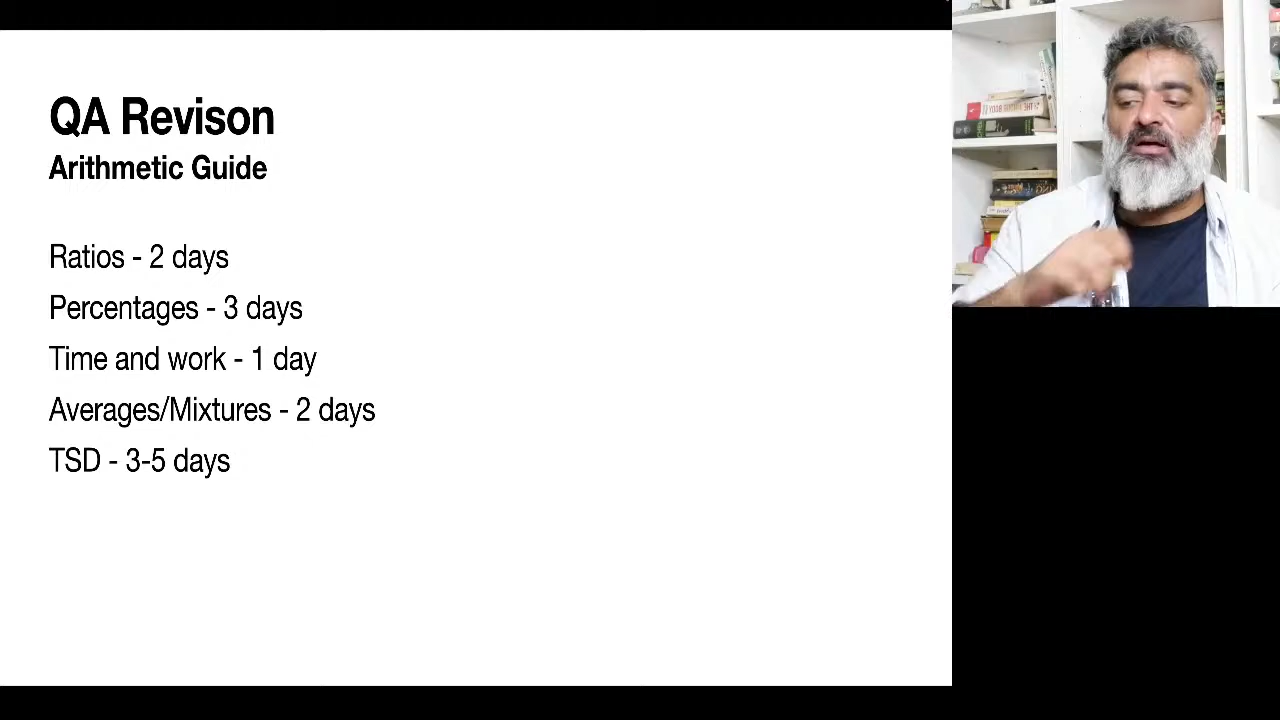 QA Revison
Arithmetic Guide
Ratios - 2 days
Percentages - 3 days
Time and work - 1 day
Averages/Mixtures - 2 days
TSD - 3-5 days